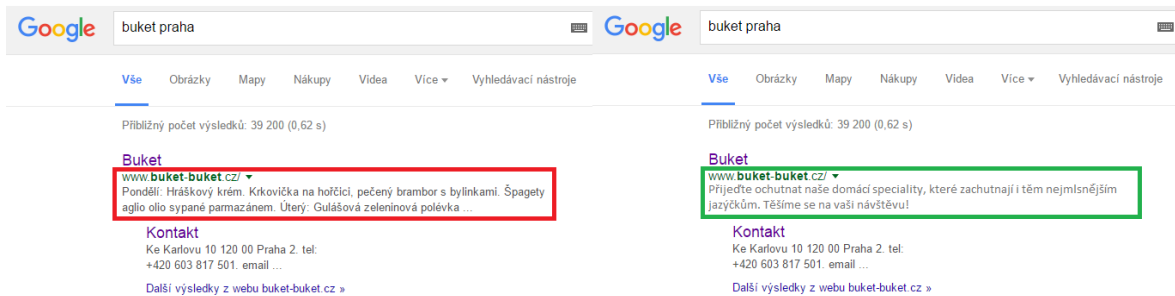 Google
buket praha
Vše Obrázky Mapy Nákupy Videa Více Vyhledávací nástroje
Přibližný počet výsledků: 39 200 (0,62 s)
Buket
www.buket-buket.cz/
Pondělí: Hráškový krém. Krkovička na hořčici, pečený brambor s bylinkami. Špagety
aglio olio sypané parmazánem. Úterý: Gulášová zeleninová polévka ...
Kontakt
Ke Karlovu 10 120 00 Praha 2. tel:
+420 603 817 501. email ...
Další výsledky z webu buket-buket.cz »
Google
buket praha
Vše Obrázky Mapy Nákupy Videa Více Vyhledávací nástroje
Přibližný počet výsledků: 39 200 (0,62 s)
Buket
www.buket-buket.cz/
Přijeďte ochutnat naše domácí speciality, které zachutnají i těm nejmlsnějším
jazýčkům. Těšíme se na vaši návštěvu!
Kontakt
Ke Karlovu 10 120 00 Praha 2. tel:
+420 603 817 501. email ...
Další výsledky z webu buket-buket.cz »